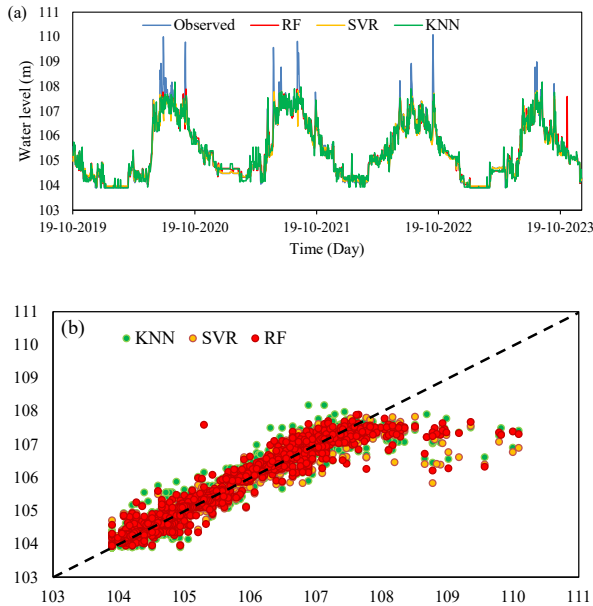 (a)
Observed RF SVR KNN
111
110
109
108
107
106
105
104
103
Water level (m)
19-10-2019 19-10-2020 19-10-2021 19-10-2022 19-10-2023
Time (Day)
(b)
KNN SVR RF
111
110
109
108
107
106
105
104
103
103 104 105 106 107 108 109 110 111